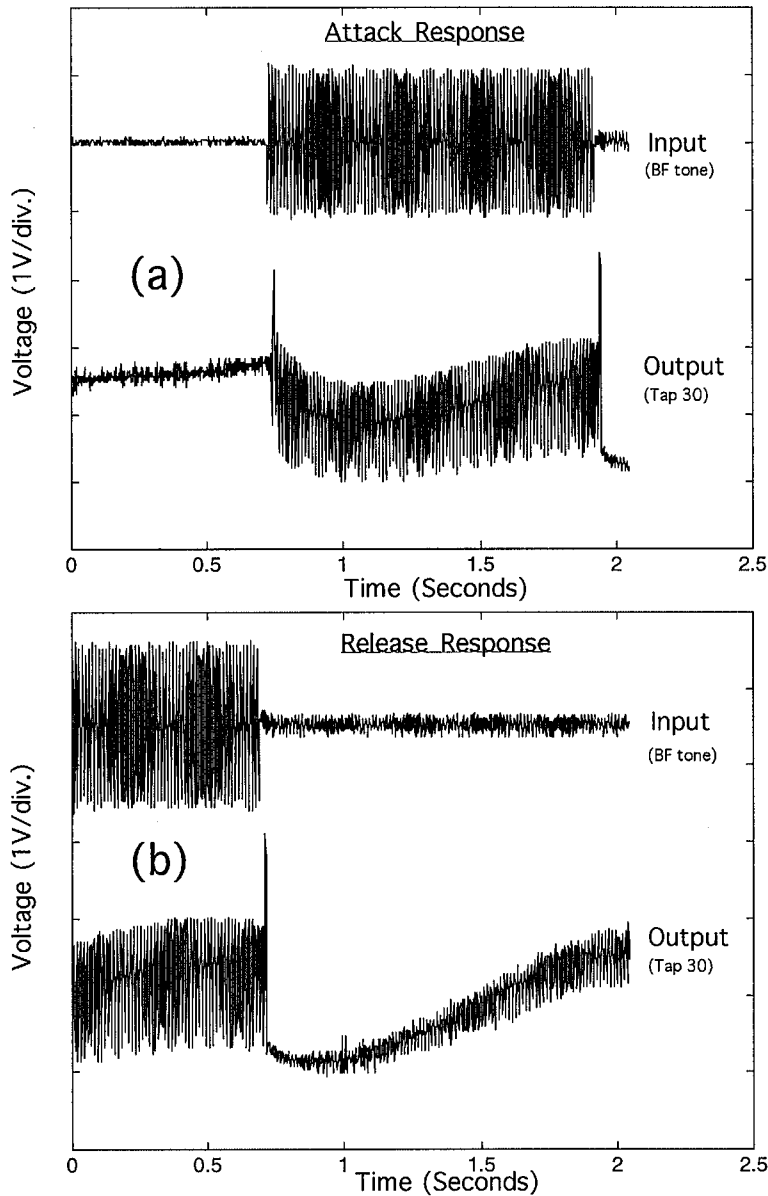 Attack Response
Input
(BF tone)
(a)
Output
(Tap 30)
Voltage (1V/div.)
0 0.5 1 1.5 2 2.5
Time (Seconds)
Release Response
Input
(BF tone)
(b)
Output
(Tap 30)
Voltage (1V/div.)
0 0.5 1 1.5 2 2.5
Time (Seconds)